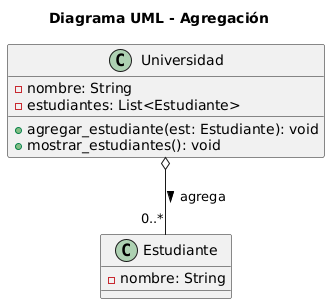 Diagrama UML - Agregación
C Universidad
nombre: String
estudiantes: List<Estudiante>
agregar_estudiante(est: Estudiante): void
mostrar_estudiantes(): void
agrega
0..*
C Estudiante
nombre: String